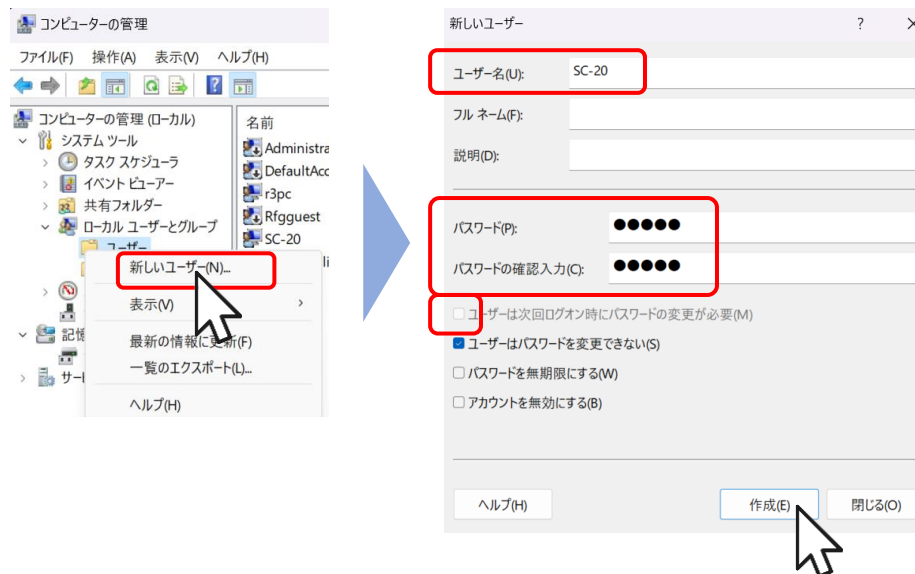 コンピューターの管理
ファイル(F) 操作(A) 表示(V) ヘルプ(H)
コンピューターの管理 (ローカル)
システム ツール
タスク スケジューラ
イベント ビューアー
共有フォルダー
ローカル ユーザーとグループ
ユーザー
名前
Administra
DefaultAcc
r3pc
Rfgguest
SC-20
li
新しいユーザー(N)...
表示(V)
最新の情報に更新(F)
一覧のエクスポート(L)...
ヘルプ(H)
記憶
サー
新しいユーザー
ユーザー名(U): SC-20
フル ネーム(F):
説明(D):
パスワード(P): ●●●●●
パスワードの確認入力(C): ●●●●●
ユーザーは次回ログオン時にパスワードの変更が必要(M)
ユーザーはパスワードを変更できない(S)
パスワードを無期限にする(W)
アカウントを無効にする(B)
ヘルプ(H) 作成(E) 閉じる(O)